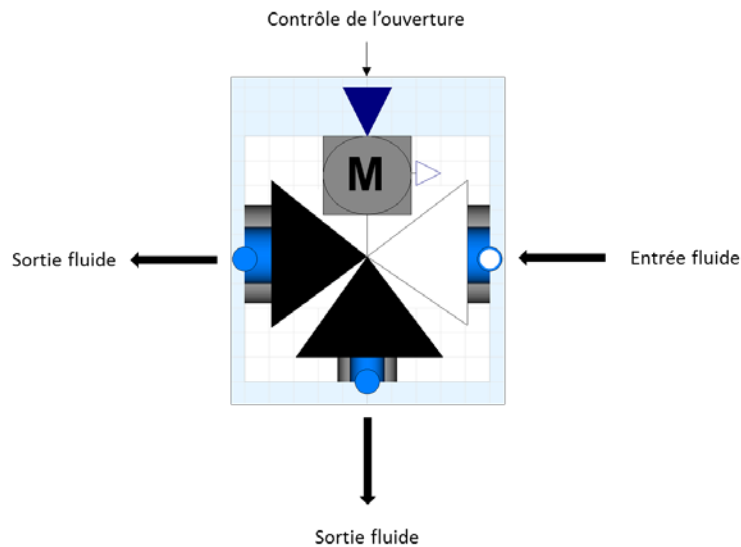 Contrôle de l'ouverture
M
Sortie fluide
Entrée fluide
Sortie fluide